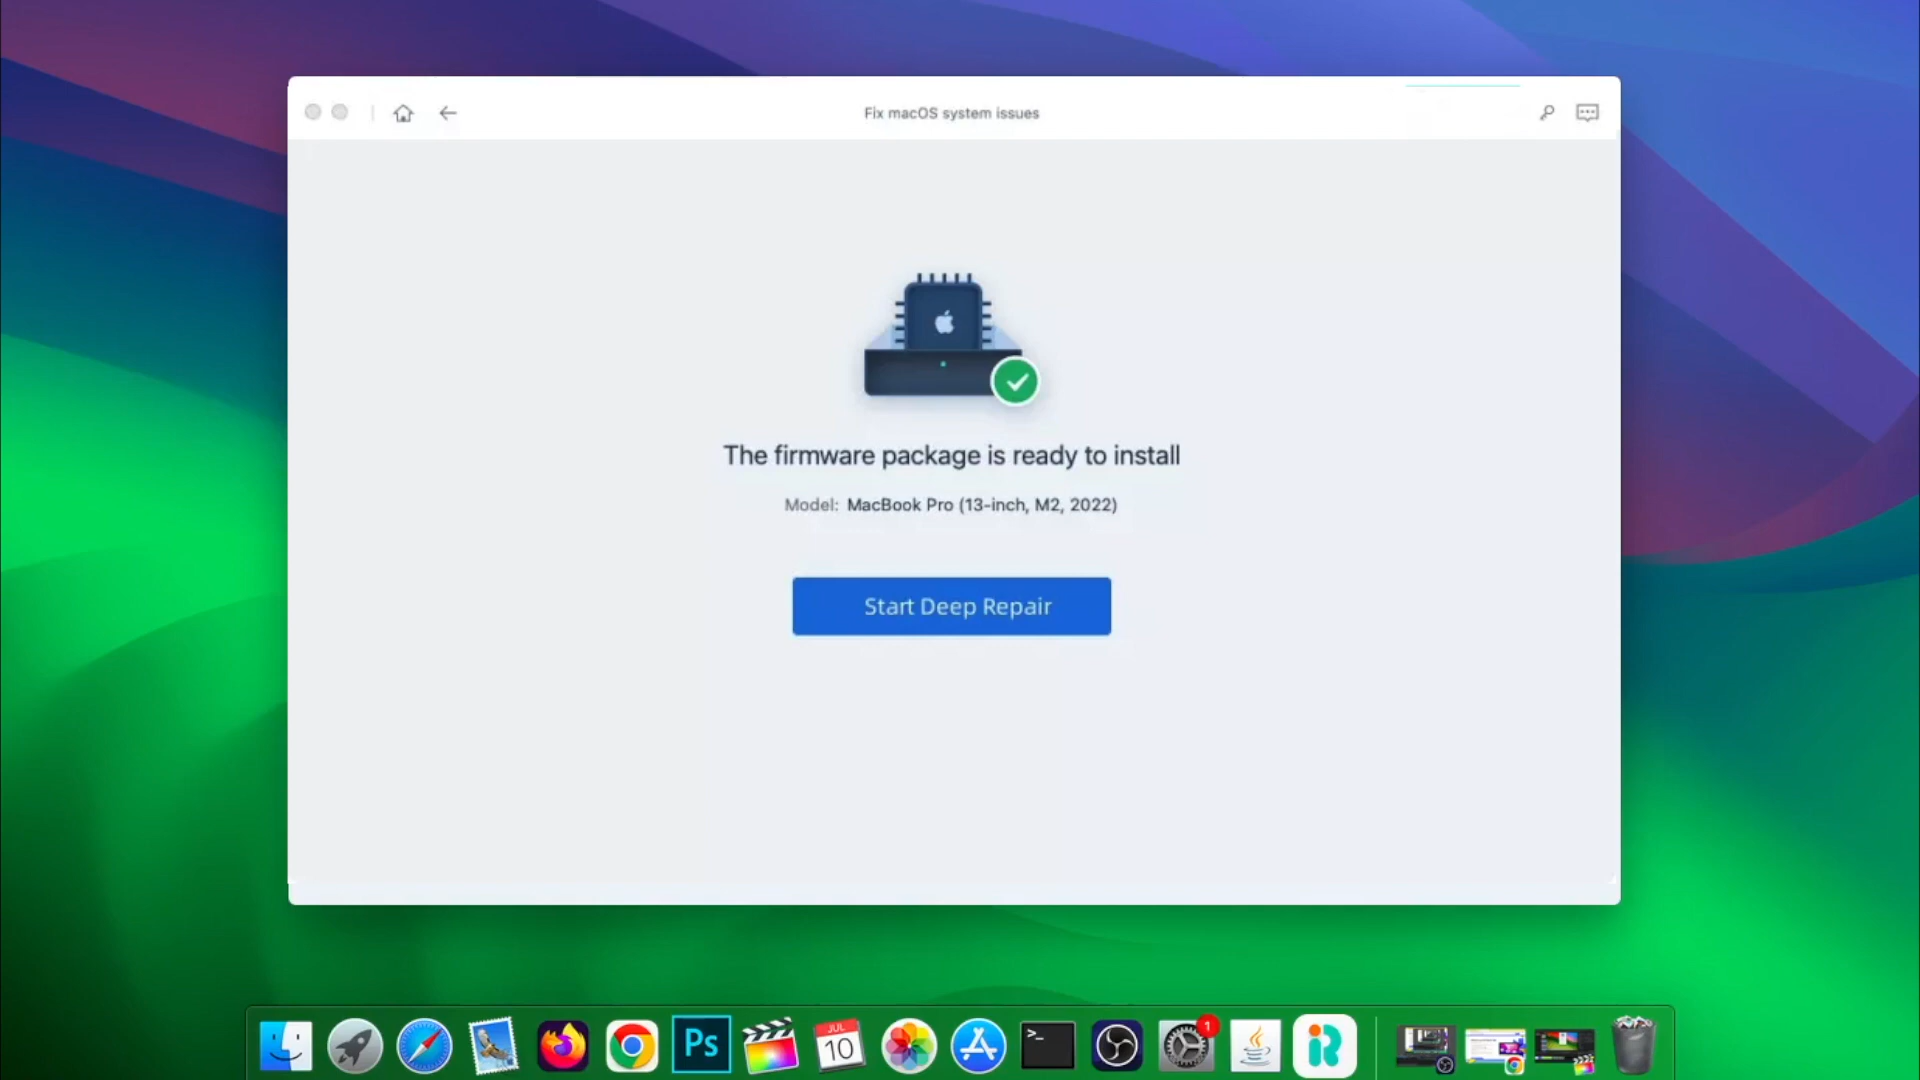 Fix macOS system issues
The firmware package is ready to install
Model: MacBook Pro (13-inch, M2, 2022)
Start Deep Repair
Ps
JUL
10
>_
1